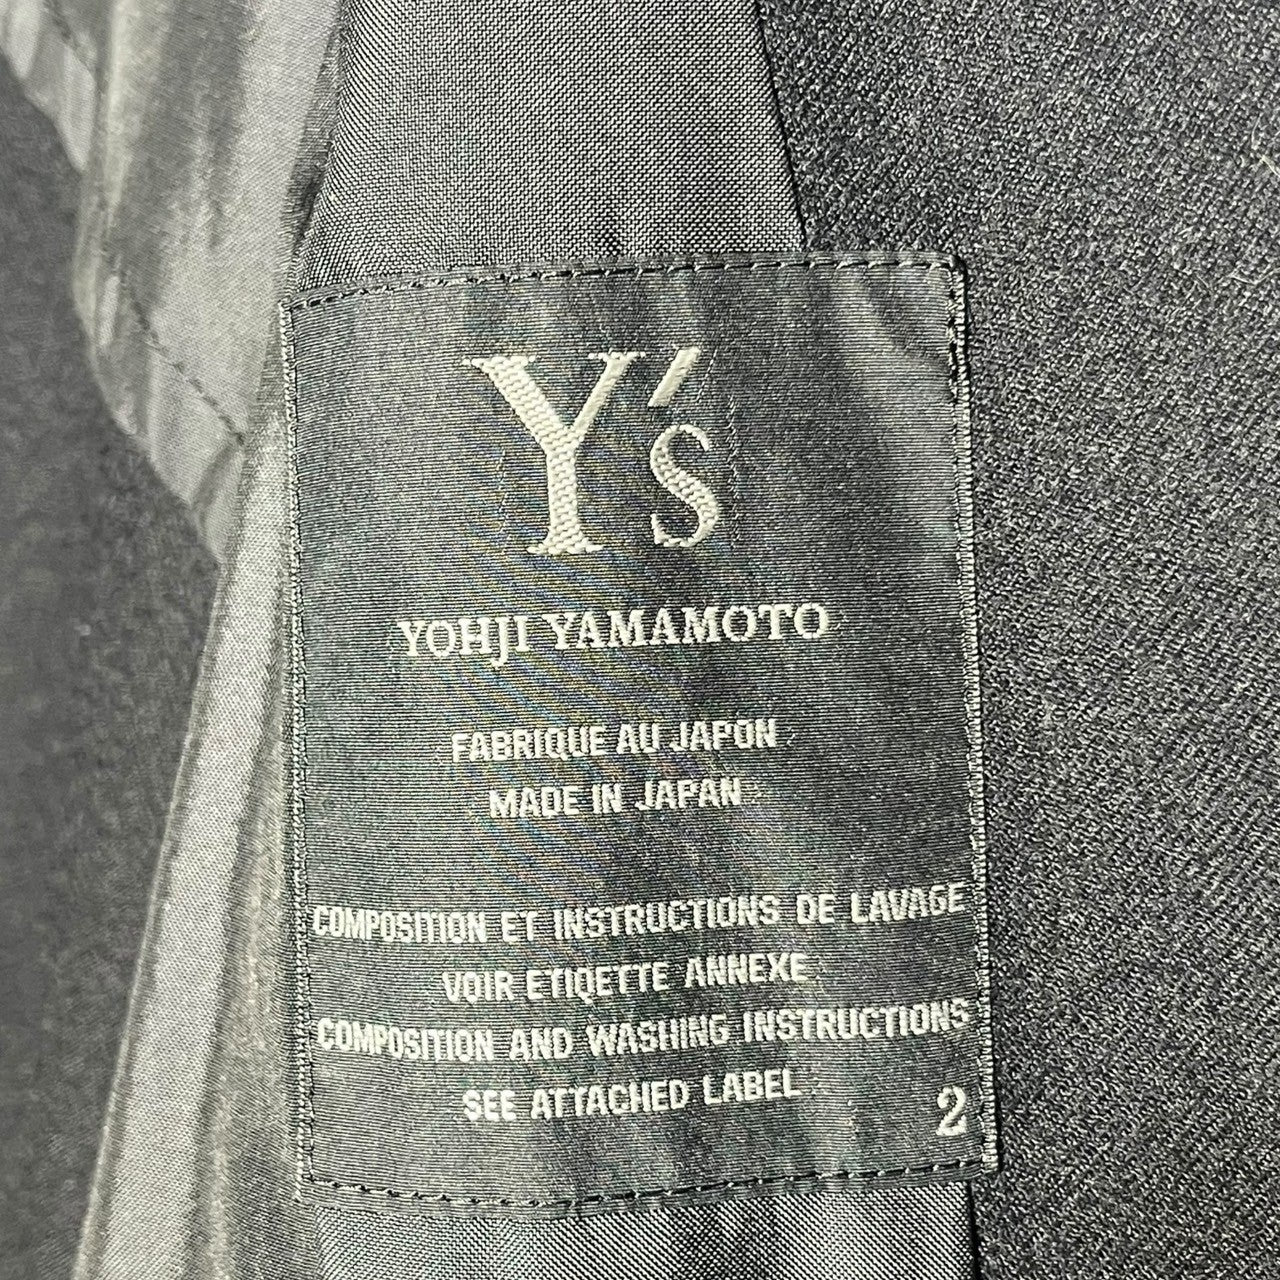 Y's
YOHJI YAMAMOTO
FABRIQUE AU JAPON
MADE IN JAPAN
COMPOSITION ET INSTRUCTIONS DE LAVAGE
VOIR ETIQETTE ANNEXE
COMPOSITION AND WASHING INSTRUCTIONS
SEE ATTACHED LABEL
2